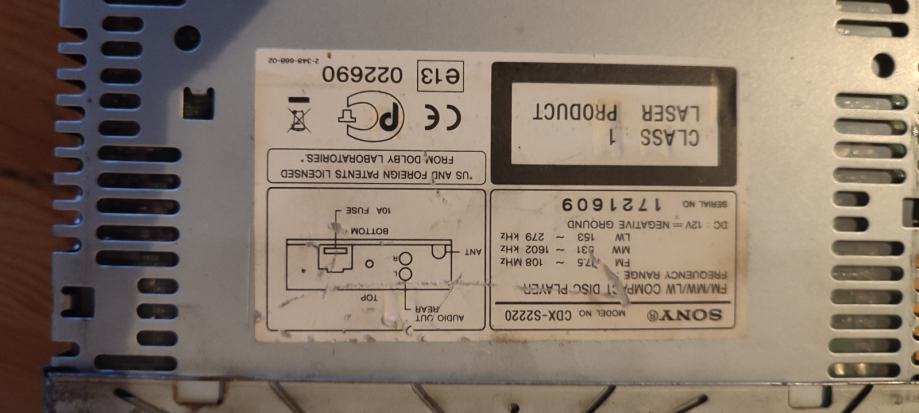 SONY® MODEL NO. CDX-S2220
FM/MW/LW COMPACT DISC PLAYER
FREQUENCY RANGE :
FM 87.5 ~ 108 MHz
MW 531 ~ 1602 kHz
LW 153 ~ 279 kHz
DC : 12V ⎓ NEGATIVE GROUND
SERIAL NO. 1721609
AUDIO OUT
REAR
TOP
ANT
L
R
BOTTOM
10A FUSE
CLASS 1
LASER PRODUCT
"US AND FOREIGN PATENTS LICENSED
FROM DOLBY LABORATORIES."
CE
e13 022690
2-348-668-02